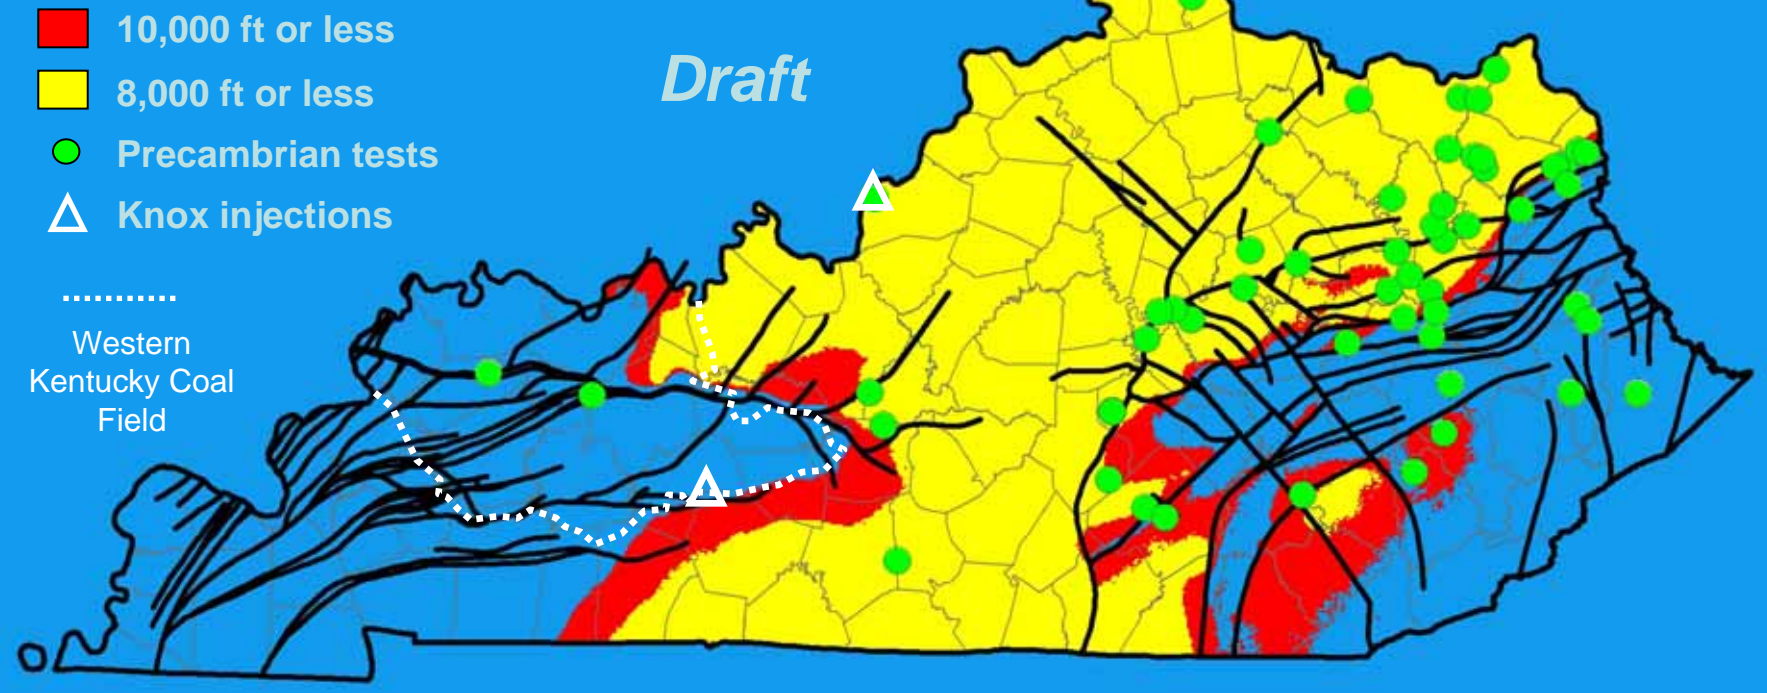 10,000 ft or less
8,000 ft or less
Precambrian tests
Knox injections
Western
Kentucky Coal
Field
Draft